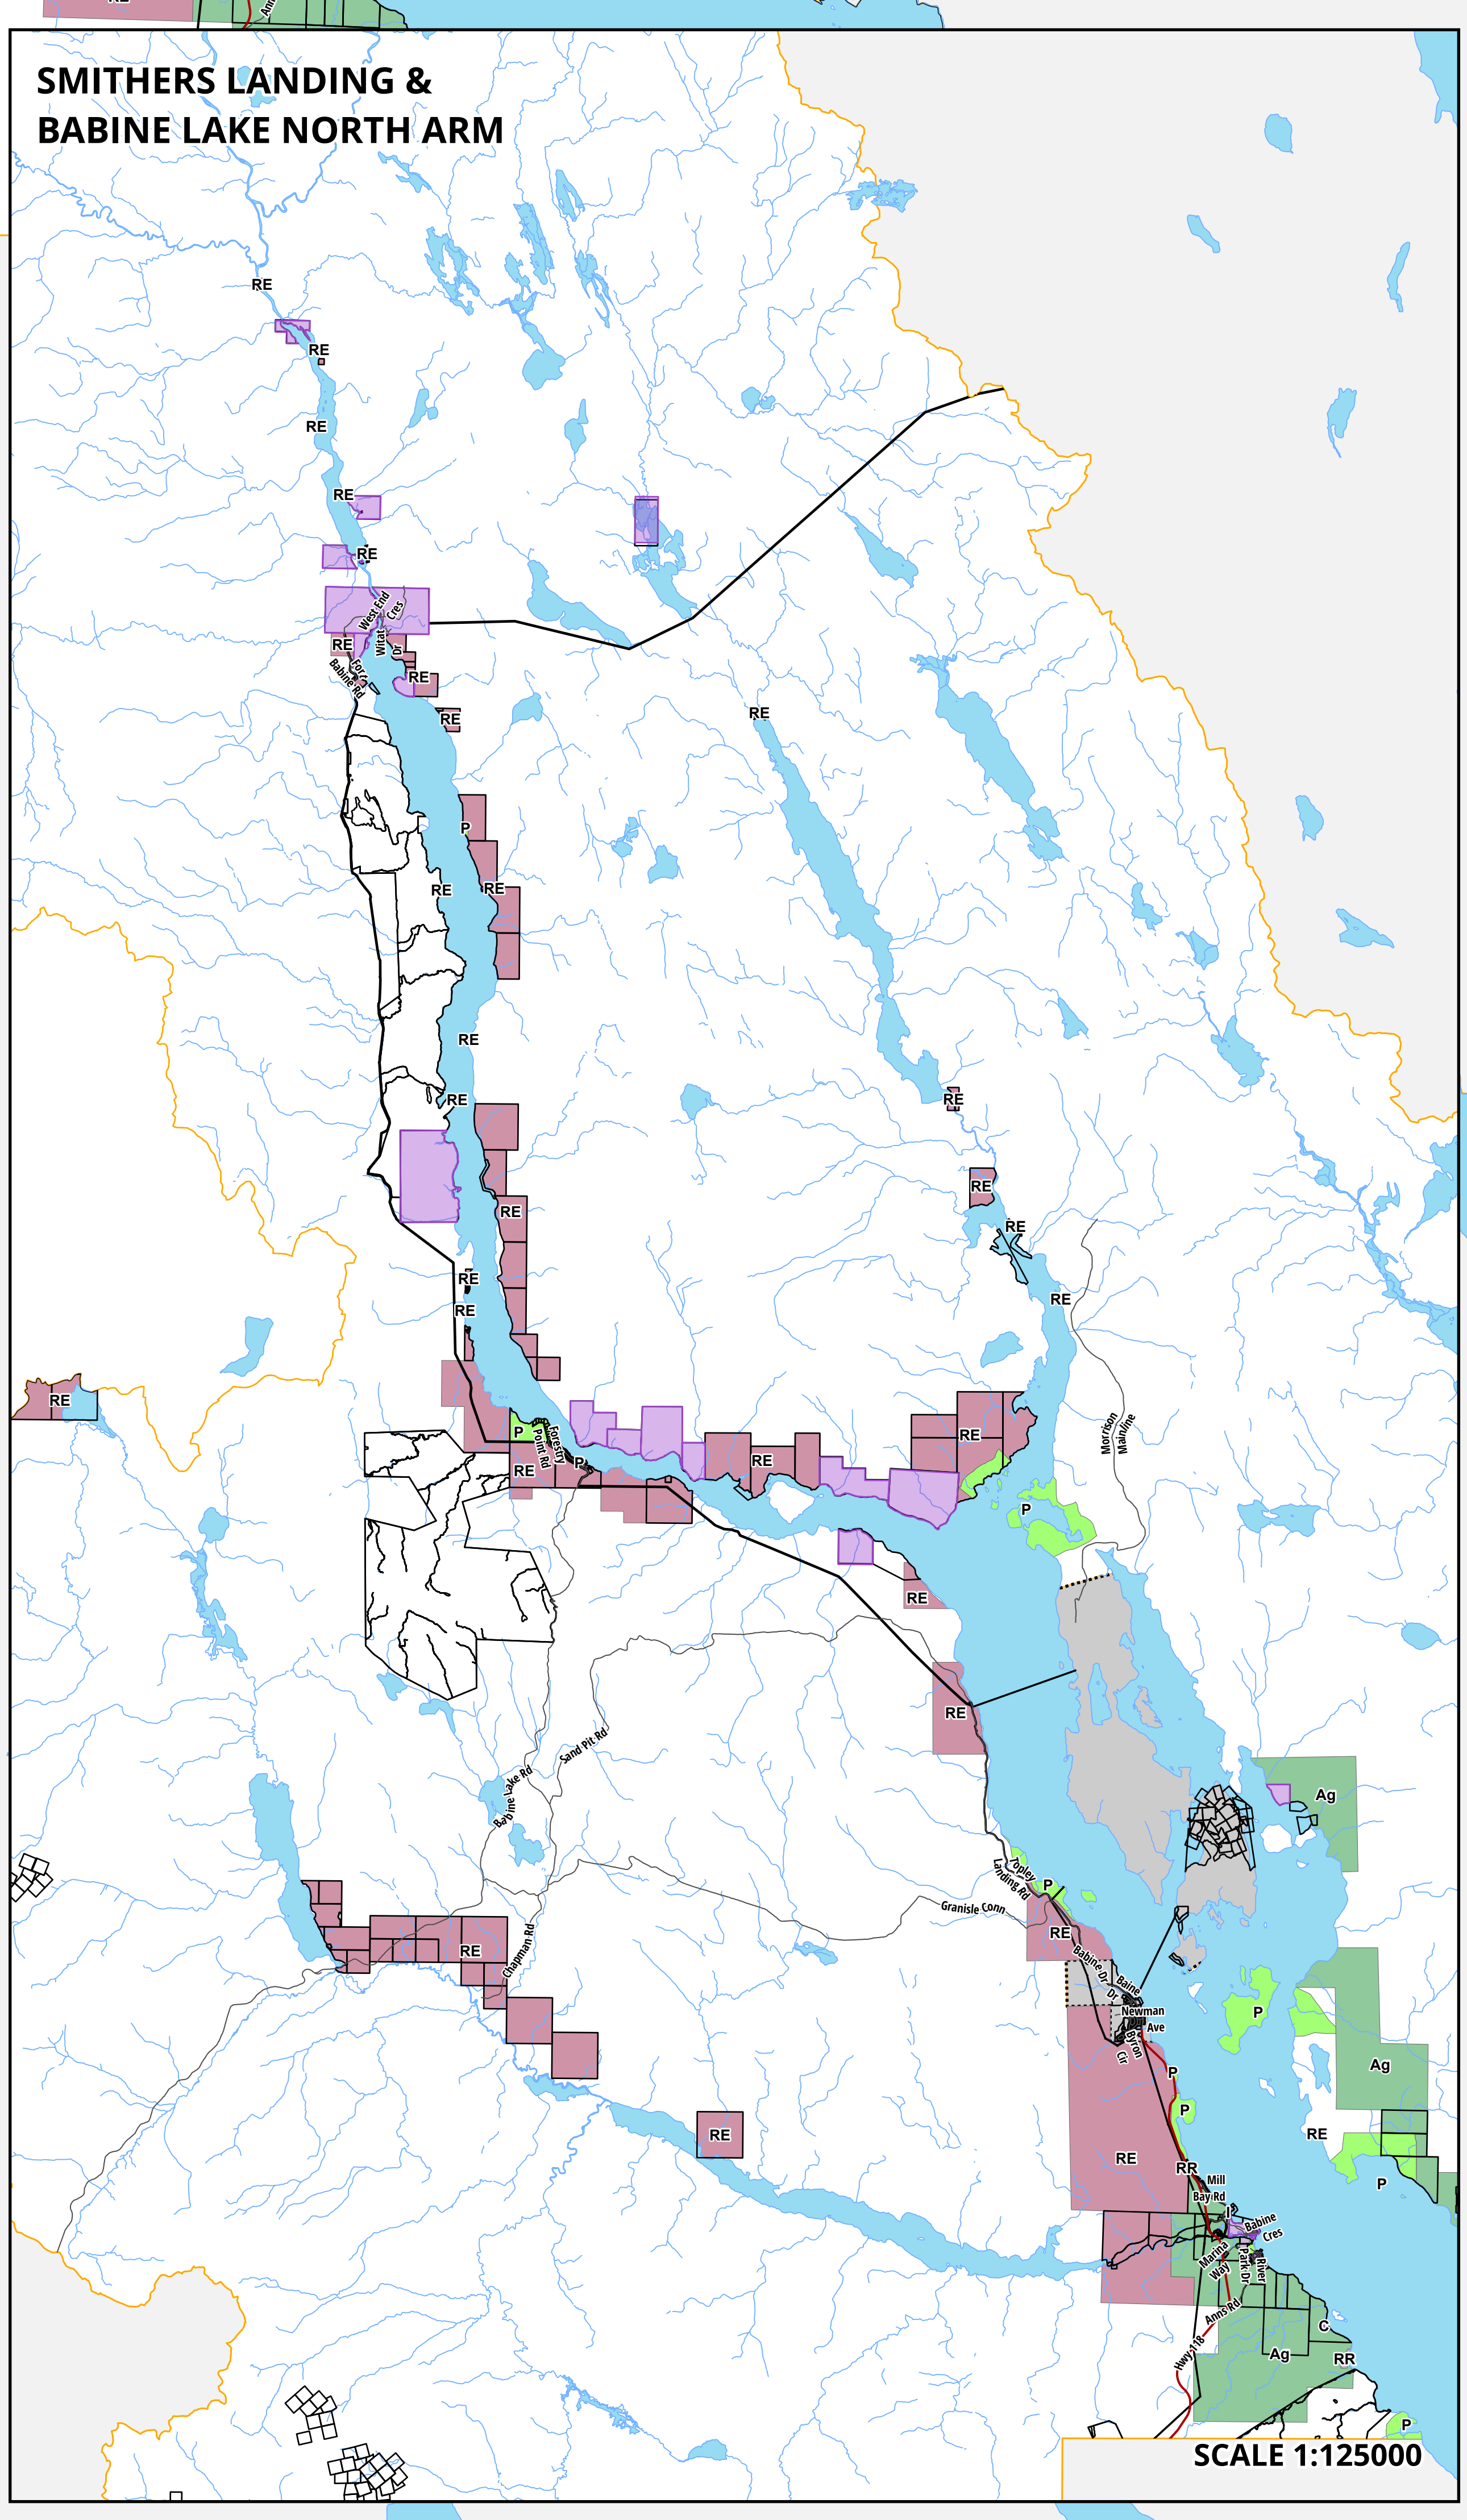 SMITHERS LANDING &
BABINE LAKE NORTH ARM
RE
RE
RE
RE
RE
West End
Cres
Witat
Dr
RE
Fort
Babine Rd
RE
RE
RE
P
RE
RE
RE
RE
RE
RE
RE
RE
RE
RE
RE
RE
Morrison
Mainline
P
Forestry
Point Rd
RE
P
RE
RE
P
RE
RE
Sand Pit Rd
Babine Lake Rd
Ag
Topley
Landing Rd
P
Granisle Conn
RE
Chapman Rd
RE
Babine Dr
Baine
Dr
Newman
Ave
Byron
Cir
P
Ag
P
P
RE
RE
RE
RR
P
Mill
Bay Rd
I
Babine
Cres
Marina
Way
Park Dr
River
Anns Rd
C
Hwy 118
Ag
RR
P
SCALE 1:125000